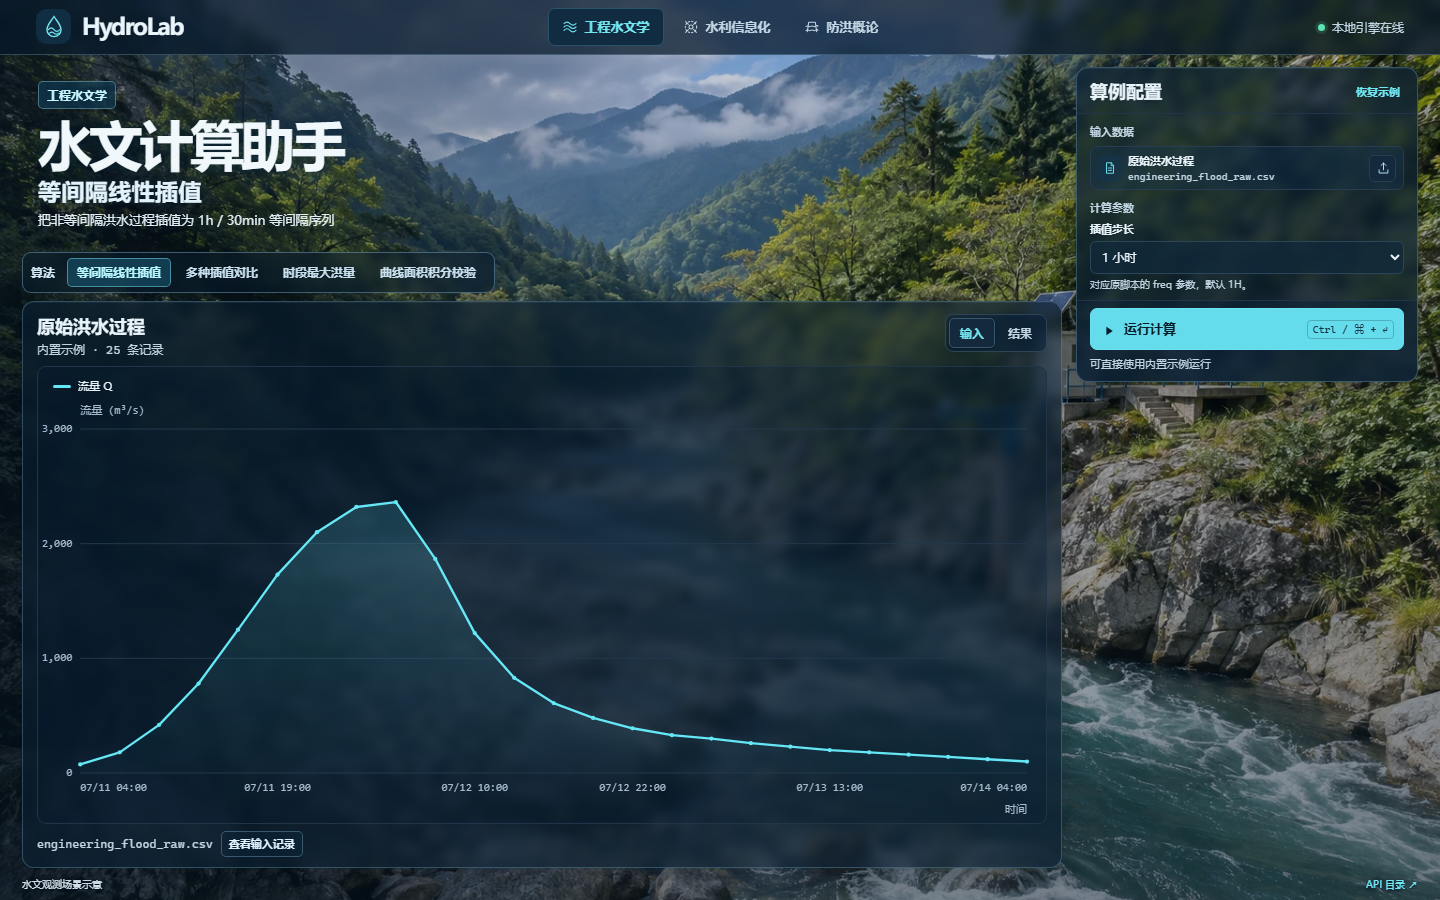 HydroLab
工程水文学
水利信息化
防洪概论
本地引擎在线
工程水文学
水文计算助手
等间隔线性插值
把非等间隔洪水过程插值为 1h / 30min 等间隔序列
算法
等间隔线性插值
多种插值对比
时段最大洪量
曲线面积积分校验
原始洪水过程
内置示例 · 25 条记录
输入
结果
流量 Q
流量 (m³/s)
3,000
2,000
1,000
0
07/11 04:00
07/11 19:00
07/12 10:00
07/12 22:00
07/13 13:00
07/14 04:00
时间
engineering_flood_raw.csv
查看输入记录
算例配置
恢复示例
输入数据
原始洪水过程
engineering_flood_raw.csv
计算参数
插值步长
1 小时
对应原脚本的 freq 参数，默认 1H。
运行计算
Ctrl / ⌘ + ↵
可直接使用内置示例运行
水文观测场景示意
API 目录 ↗